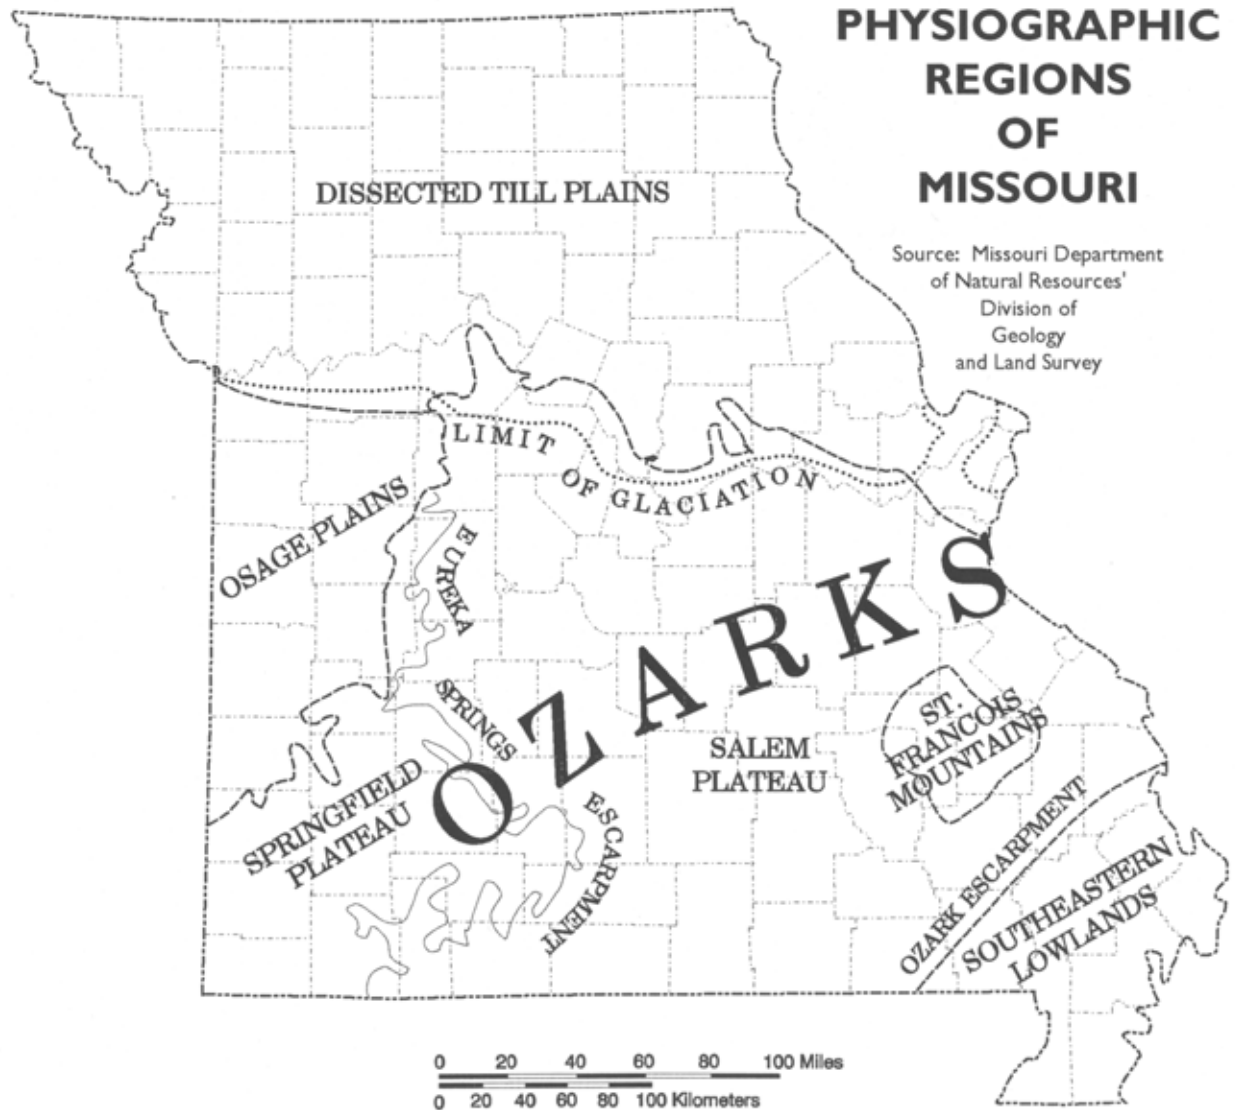 PHYSIOGRAPHIC
REGIONS
OF
MISSOURI
Source: Missouri Department
of Natural Resources'
Division of
Geology
and Land Survey
DISSECTED TILL PLAINS
LIMIT
OF GLACIATION
OSAGE PLAINS
EUREKA
SPRINGS
ESCARPMENT
OZARKS
SALEM
PLATEAU
ST.
FRANCOIS
MOUNTAINS
SPRINGFIELD
PLATEAU
OZARK ESCARPMENT
SOUTHEASTERN
LOWLANDS
0 20 40 60 80 100 Miles
0 20 40 60 80 100 Kilometers